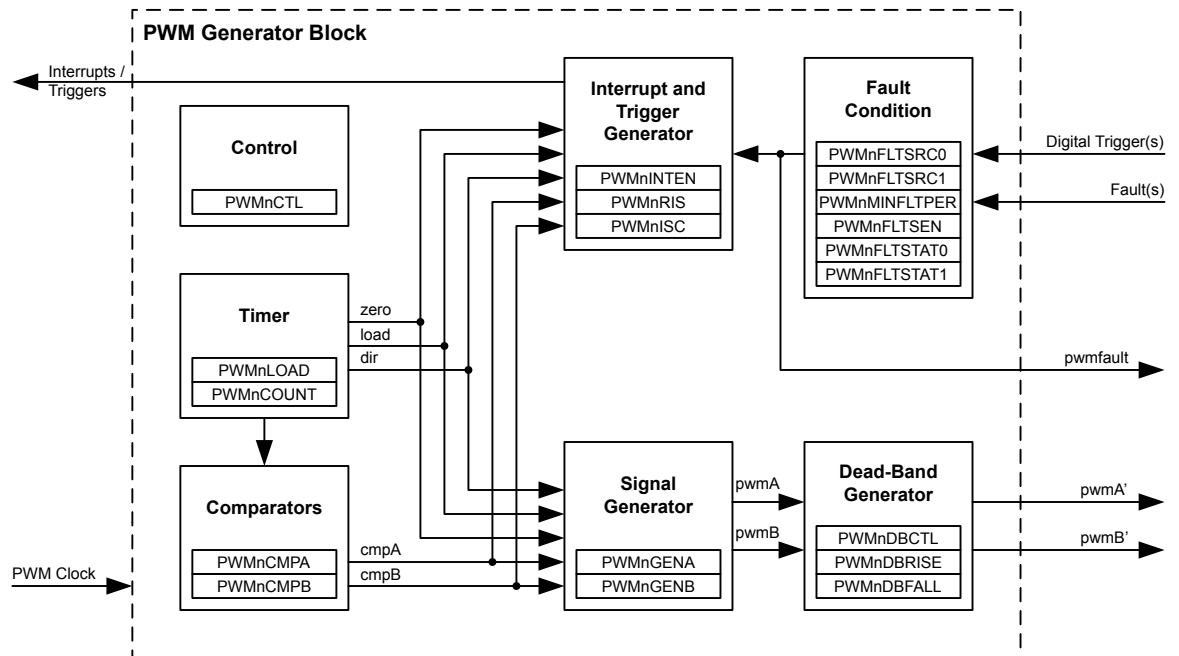 PWM Generator Block
Interrupts /
Triggers
Control
PWMnCTL
Timer
PWMnLOAD
PWMnCOUNT
zero
load
dir
Comparators
PWMnCMPA
PWMnCMPB
cmpA
cmpB
PWM Clock
Interrupt and
Trigger
Generator
PWMnINTEN
PWMnRIS
PWMnISC
Fault
Condition
PWMnFLTSRC0
PWMnFLTSRC1
PWMnMINFLTPER
PWMnFLTSEN
PWMnFLTSTAT0
PWMnFLTSTAT1
Digital Trigger(s)
Fault(s)
pwmfault
Signal
Generator
PWMnGENA
PWMnGENB
pwmA
pwmB
Dead-Band
Generator
PWMnDBCTL
PWMnDBRISE
PWMnDBFALL
pwmA’
pwmB’